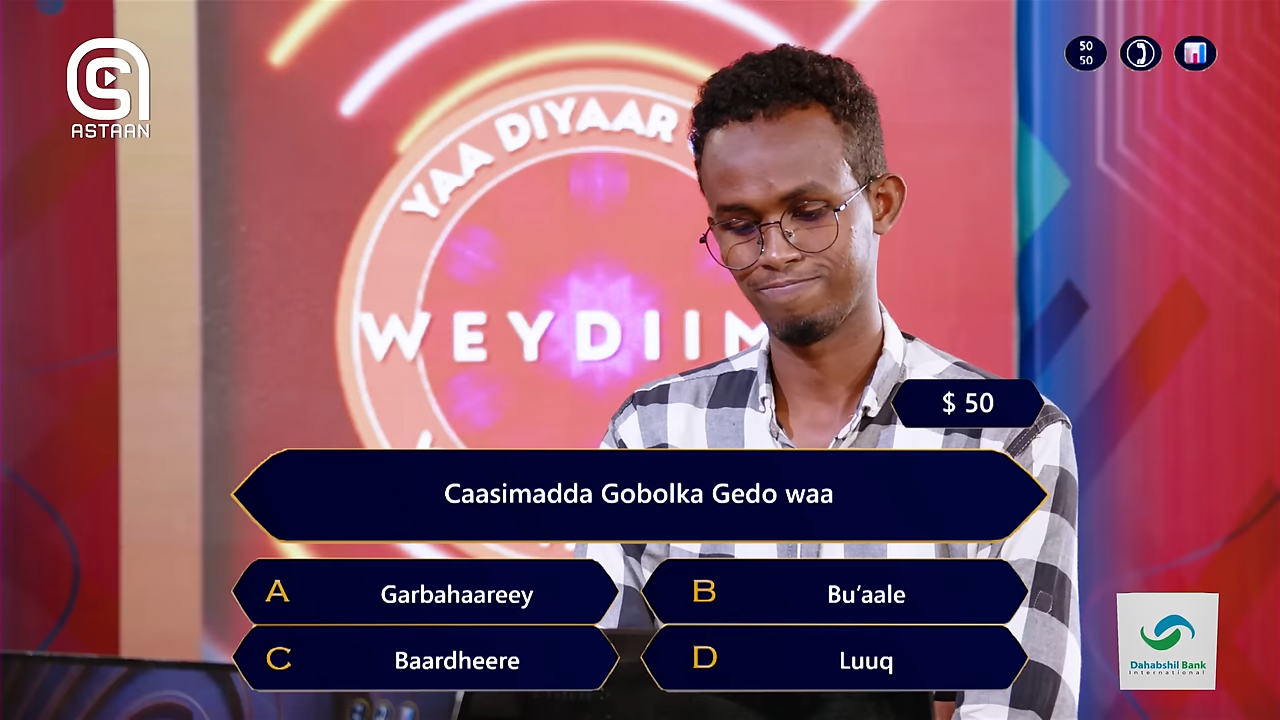 ASTAAN
50
50
YAA DIYAAR
WEYDIIM
$ 50
Caasimadda Gobolka Gedo waa
A Garbahaareey
B Bu’aale
C Baardheere
D Luuq
Dahabshil Bank
International